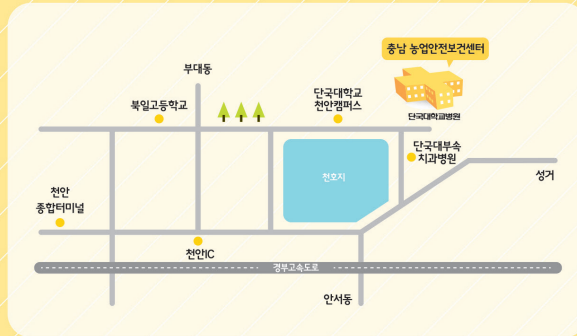 충남 농업안전보건센터
부대동
단국대학교
천안캠퍼스
북일고등학교
단국대학교병원
단국대부속
치과병원
천호지
성거
천안
종합터미널
천안IC
경부고속도로
안서동